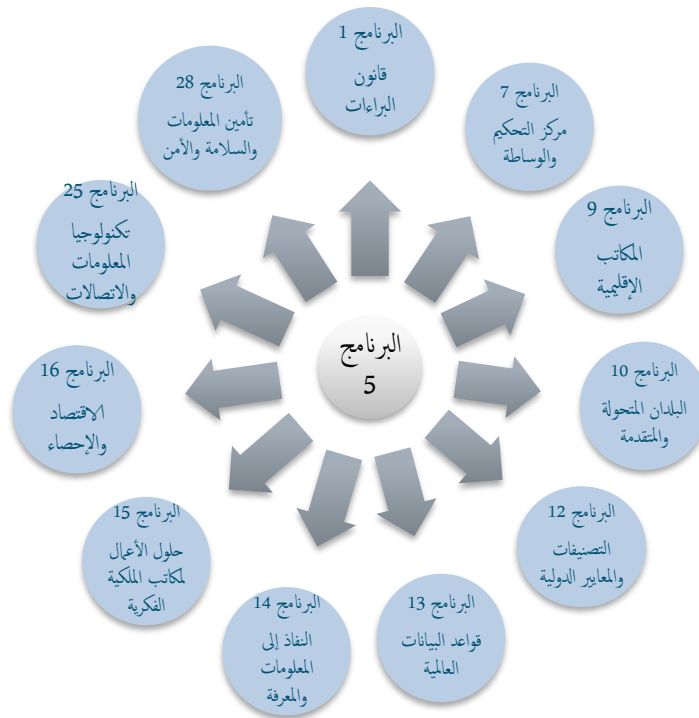 البرنامج 1
قانون
البراءات
البرنامج 7
مركز التحكيم
والوساطة
البرنامج 9
المكاتب
الإقليمية
البرنامج 10
البلدان المتحولة
والمتقدمة
البرنامج 12
التصنيفات
والمعايير الدولية
البرنامج 13
قواعد البيانات
العالمية
البرنامج 14
النفاذ إلى
المعلومات
والمعرفة
البرنامج 15
حلول الأعمال
لمكاتب الملكية
الفكرية
البرنامج 16
الاقتصاد
والإحصاء
البرنامج 25
تكنولوجيا
المعلومات
والاتصالات
البرنامج 28
تأمين المعلومات
والسلامة والأمن
البرنامج
5